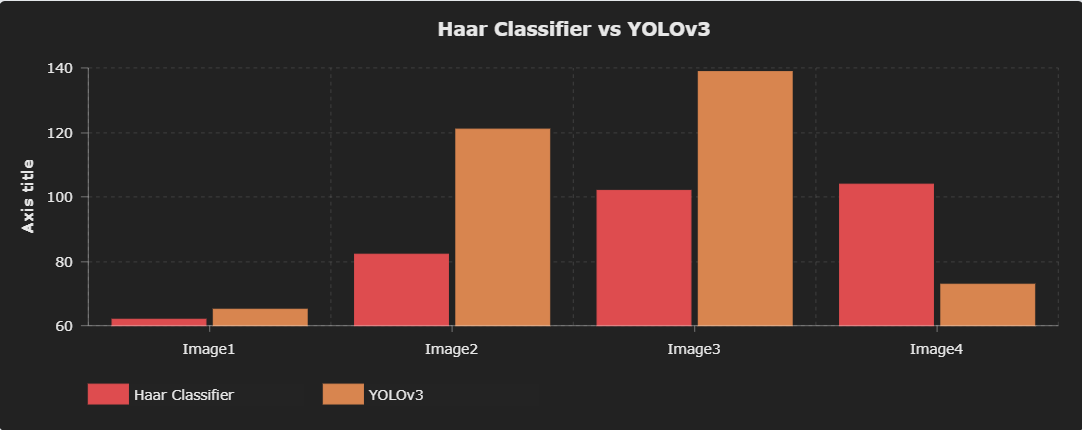 Haar Classifier vs YOLOv3
Axis title
140
120
100
80
60
Image1 Image2 Image3 Image4
Haar Classifier YOLOv3